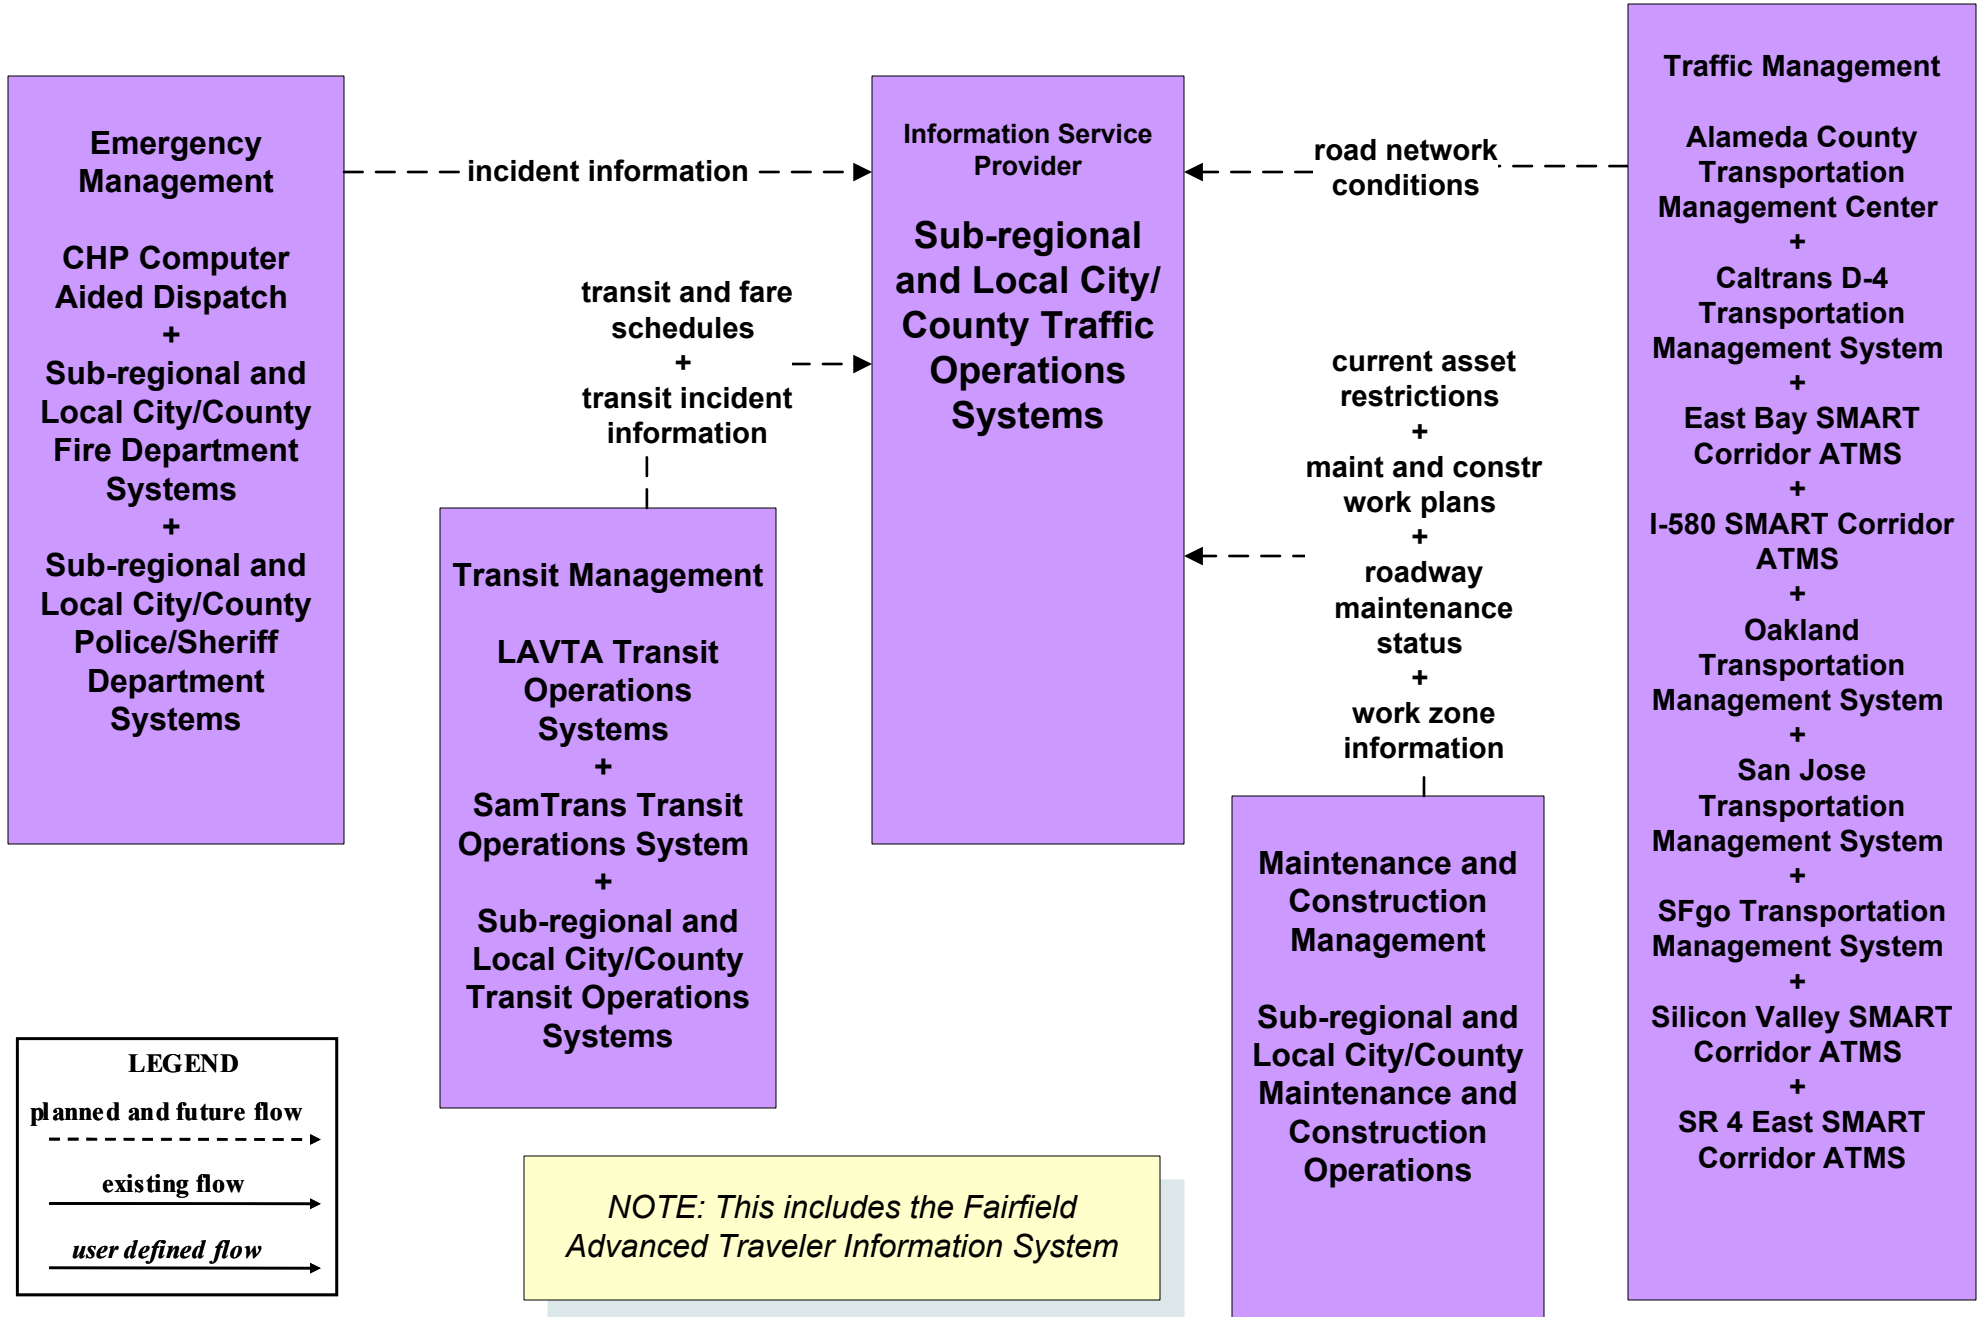 Emergency
Management
CHP Computer
Aided Dispatch
+
Sub-regional and
Local City/County
Fire Department
Systems
+
Sub-regional and
Local City/County
Police/Sheriff
Department
Systems
incident information
transit and fare
schedules
+
transit incident
information
Transit Management
LAVTA Transit
Operations
Systems
+
SamTrans Transit
Operations System
+
Sub-regional and
Local City/County
Transit Operations
Systems
Information Service
Provider
Sub-regional
and Local City/
County Traffic
Operations
Systems
road network
conditions
current asset
restrictions
+
maint and constr
work plans
+
roadway
maintenance
status
+
work zone
information
Maintenance and
Construction
Management
Sub-regional and
Local City/County
Maintenance and
Construction
Operations
Traffic Management
Alameda County
Transportation
Management Center
+
Caltrans D-4
Transportation
Management System
+
East Bay SMART
Corridor ATMS
+
I-580 SMART Corridor
ATMS
+
Oakland
Transportation
Management System
+
San Jose
Transportation
Management System
+
SFgo Transportation
Management System
+
Silicon Valley SMART
Corridor ATMS
+
SR 4 East SMART
Corridor ATMS
LEGEND
planned and future flow
existing flow
user defined flow
NOTE: This includes the Fairfield
Advanced Traveler Information System